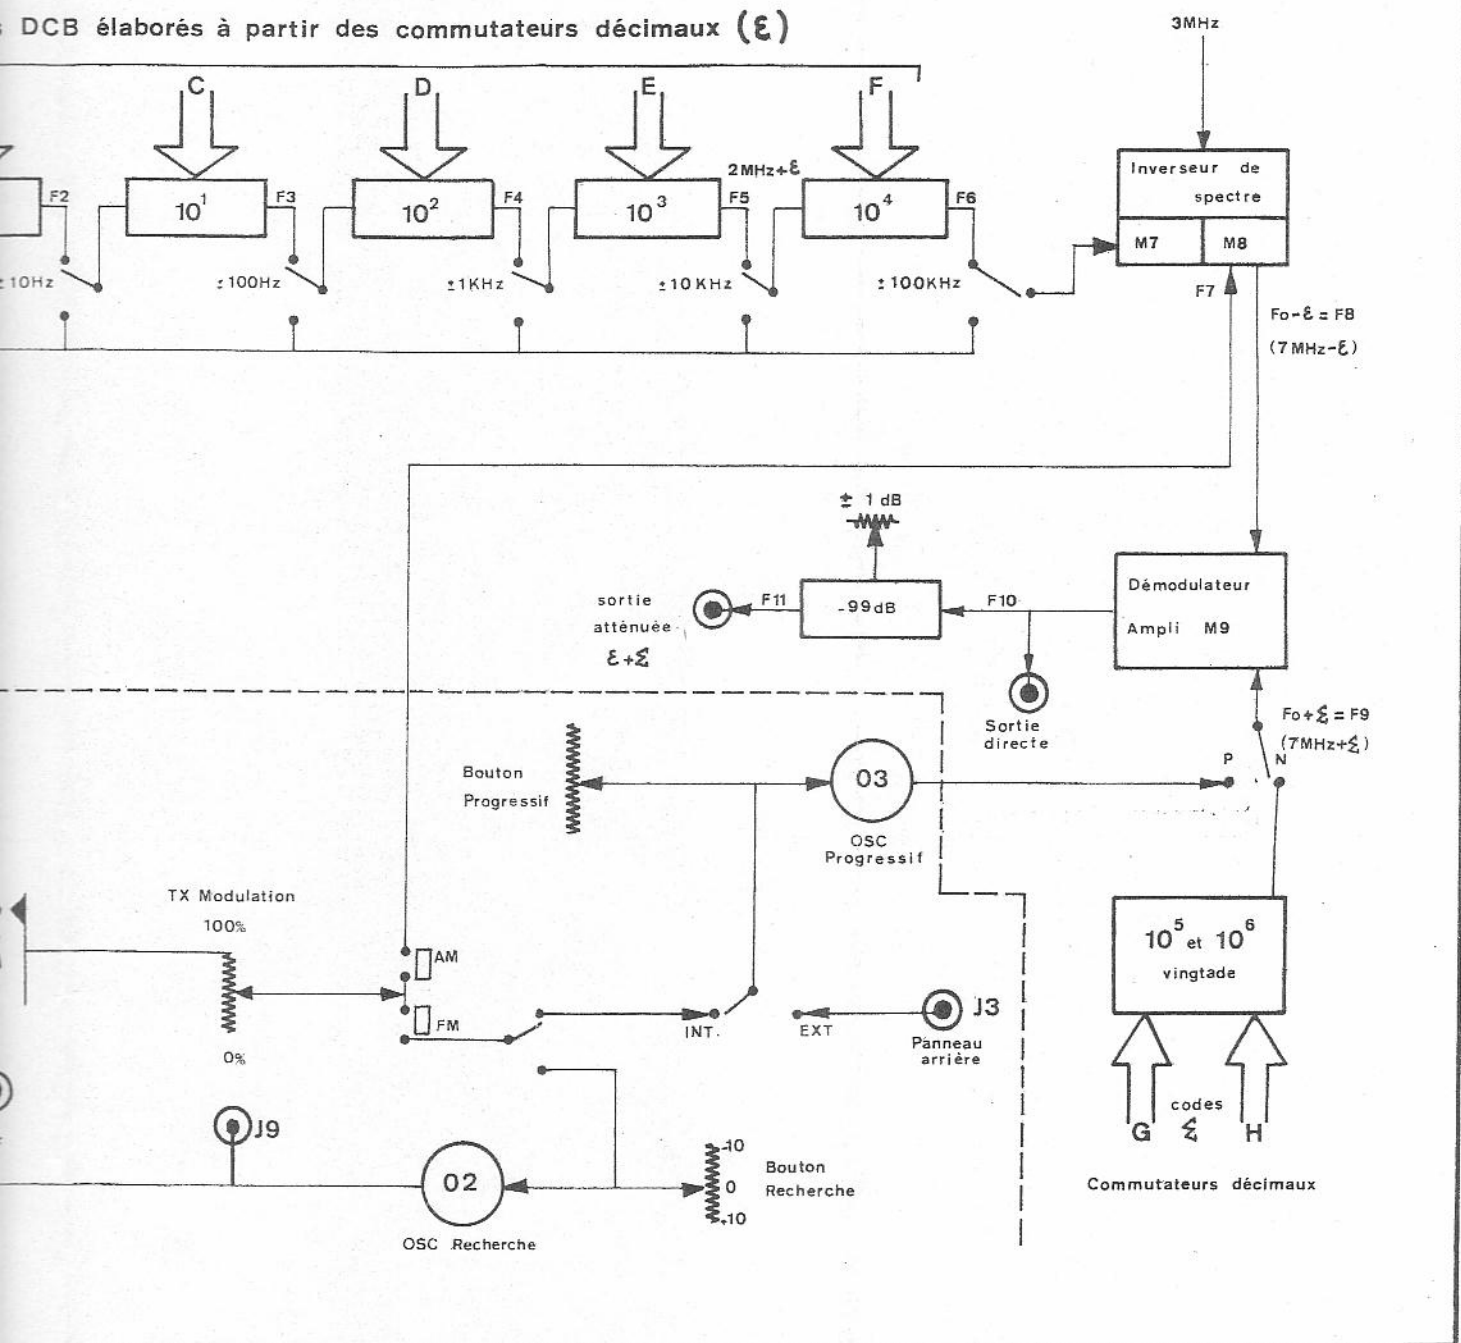 DCB élaborés à partir des commutateurs décimaux (Ɛ)
3MHz
C D E F
Inverseur de
spectre
M7 M8
2MHz+Ɛ
F2 10¹ F3 10² F4 10³ F5 10⁴ F6
±10Hz ±100Hz ±1KHz ±10KHz ±100KHz
F7
Fo-Ɛ = F8
(7MHz-Ɛ)
± 1 dB
Démodulateur
Ampli M9
sortie
atténuée
Ɛ+Σ
F11
-99dB
F10
Sortie
directe
Fo+Σ = F9
(7MHz+Σ)
P N
Bouton
Progressif
03
OSC
Progressif
TX Modulation
100%
0%
AM
FM
INT.
EXT
J3
Panneau
arrière
10⁵ et 10⁶
vingtade
G codes Σ H
Commutateurs décimaux
J9
02
OSC Recherche
-10
0
+10
Bouton
Recherche